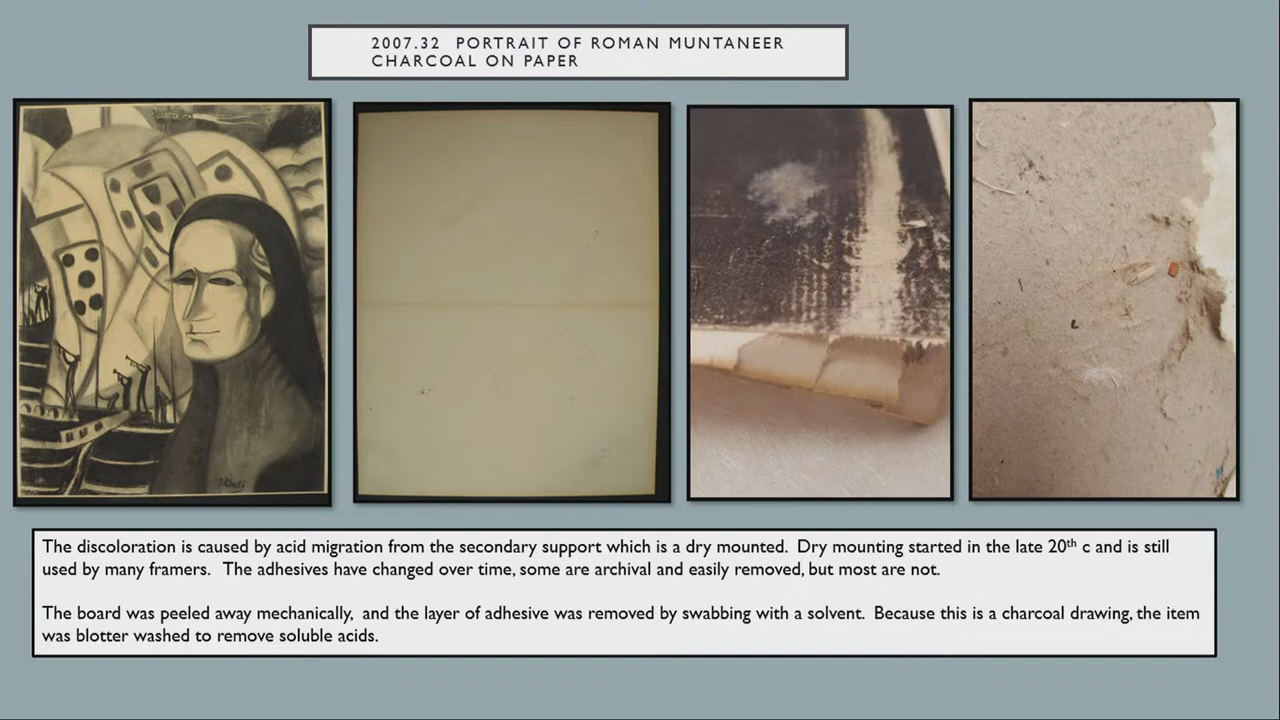 2007.32 PORTRAIT OF ROMAN MUNTANEER
CHARCOAL ON PAPER
The discoloration is caused by acid migration from the secondary support which is a dry mounted. Dry mounting started in the late 20th c and is still
used by many framers. The adhesives have changed over time, some are archival and easily removed, but most are not.
The board was peeled away mechanically, and the layer of adhesive was removed by swabbing with a solvent. Because this is a charcoal drawing, the item
was blotter washed to remove soluble acids.